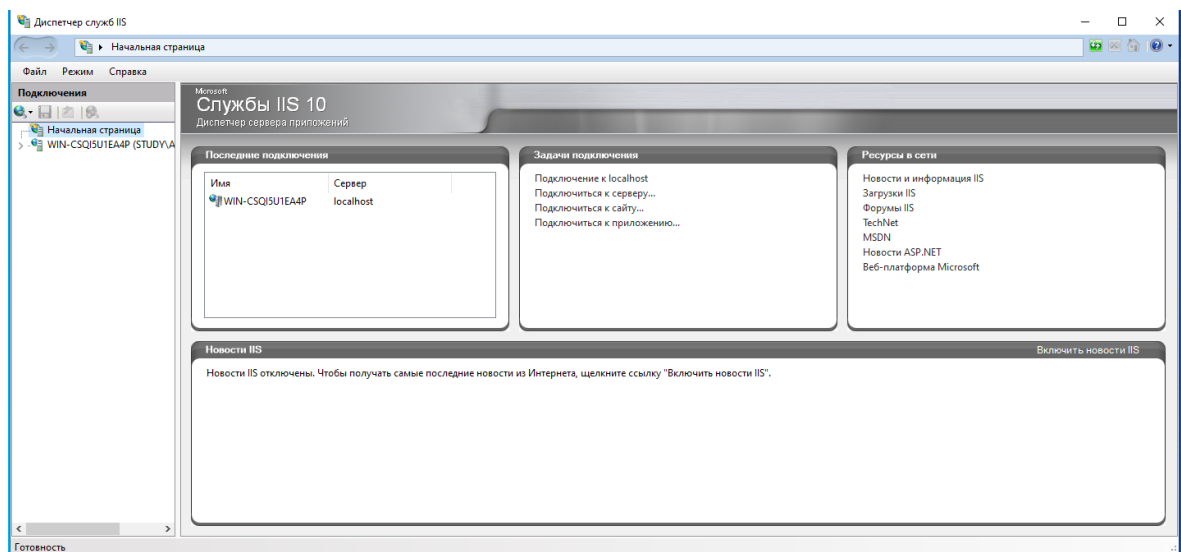 Диспетчер служб IIS
Начальная страница
Файл Режим Справка
Подключения
Начальная страница
WIN-CSQI5U1EA4P (STUDY\A
Microsoft
Службы IIS 10
Диспетчер сервера приложений
Последние подключения
Имя Сервер
WIN-CSQI5U1EA4P localhost
Задачи подключения
Подключение к localhost
Подключиться к серверу...
Подключиться к сайту...
Подключиться к приложению...
Ресурсы в сети
Новости и информация IIS
Загрузки IIS
Форумы IIS
TechNet
MSDN
Новости ASP.NET
Веб-платформа Microsoft
Новости IIS Включить новости IIS
Новости IIS отключены. Чтобы получать самые последние новости из Интернета, щелкните ссылку "Включить новости IIS".
Готовность